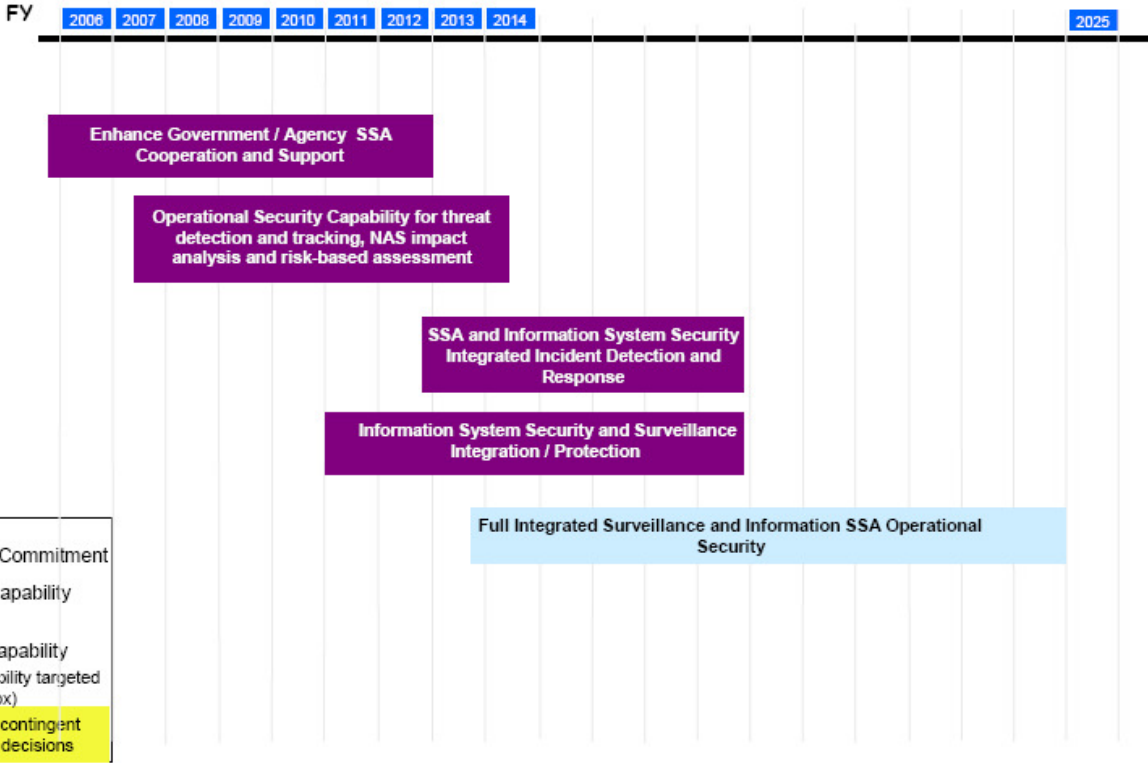 FY
2006 2007 2008 2009 2010 2011 2012 2013 2014 2025
Enhance Government / Agency SSA
Cooperation and Support
Operational Security Capability for threat
detection and tracking, NAS impact
analysis and risk-based assessment
SSA and Information System Security
Integrated Incident Detection and
Response
Information System Security and Surveillance
Integration / Protection
Full Integrated Surveillance and Information SSA Operational
Security
Commitment
apability
apability
bility targeted
ox)
contingent
decisions